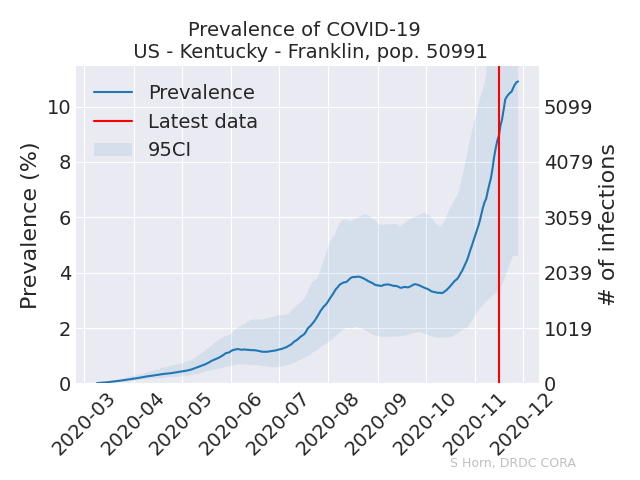 Prevalence of COVID-19
US - Kentucky - Franklin, pop. 50991
Prevalence
Latest data
95CI
Prevalence (%)
10
8
6
4
2
0
5099
4079
3059
2039
1019
0
# of infections
2020-03
2020-04
2020-05
2020-06
2020-07
2020-08
2020-09
2020-10
2020-11
2020-12
S Horn, DRDC CORA